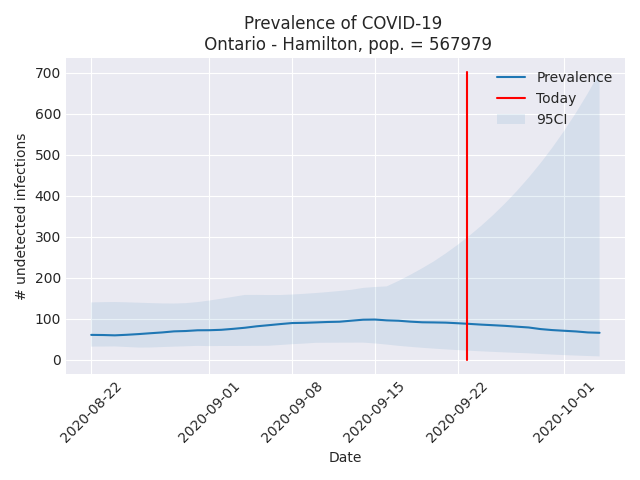 Prevalence of COVID-19
Ontario - Hamilton, pop. = 567979
700
600
500
400
300
200
100
0
# undetected infections
Prevalence
Today
95CI
2020-08-22
2020-09-01
2020-09-08
2020-09-15
2020-09-22
2020-10-01
Date